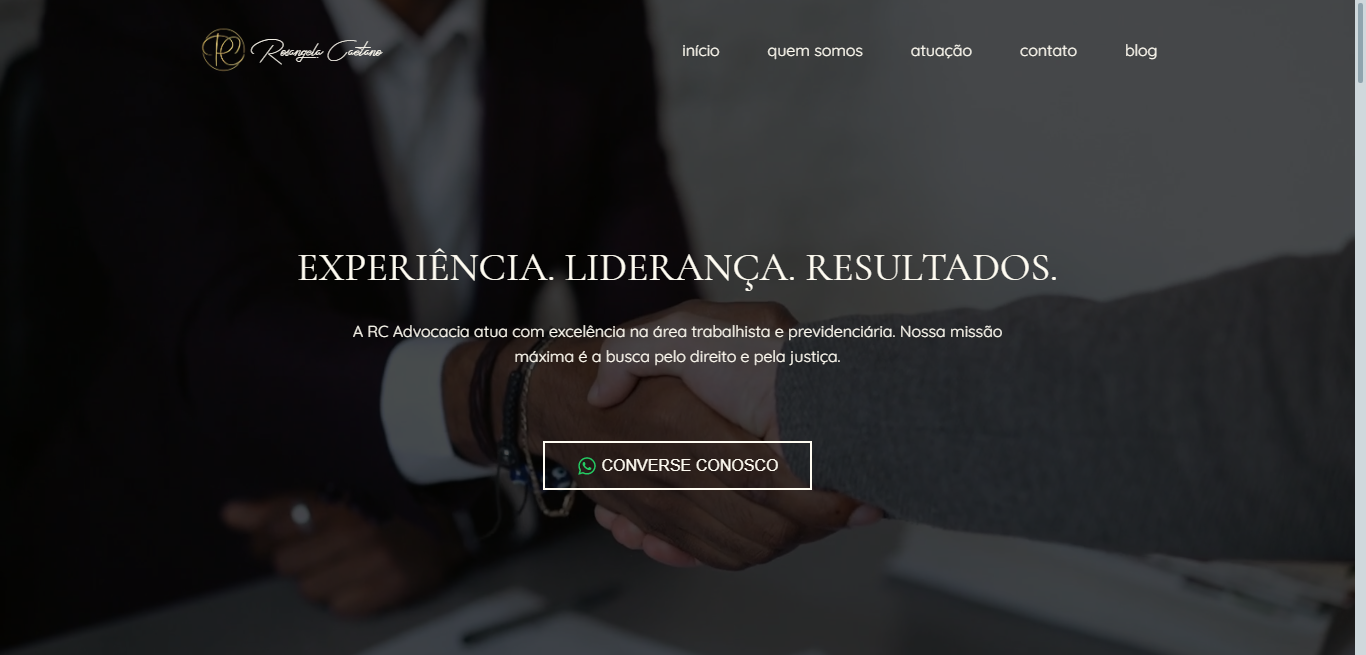 RC Rosangela Caetano
início quem somos atuação contato blog
EXPERIÊNCIA. LIDERANÇA. RESULTADOS.
A RC Advocacia atua com excelência na área trabalhista e previdenciária. Nossa missão
máxima é a busca pelo direito e pela justiça.
CONVERSE CONOSCO